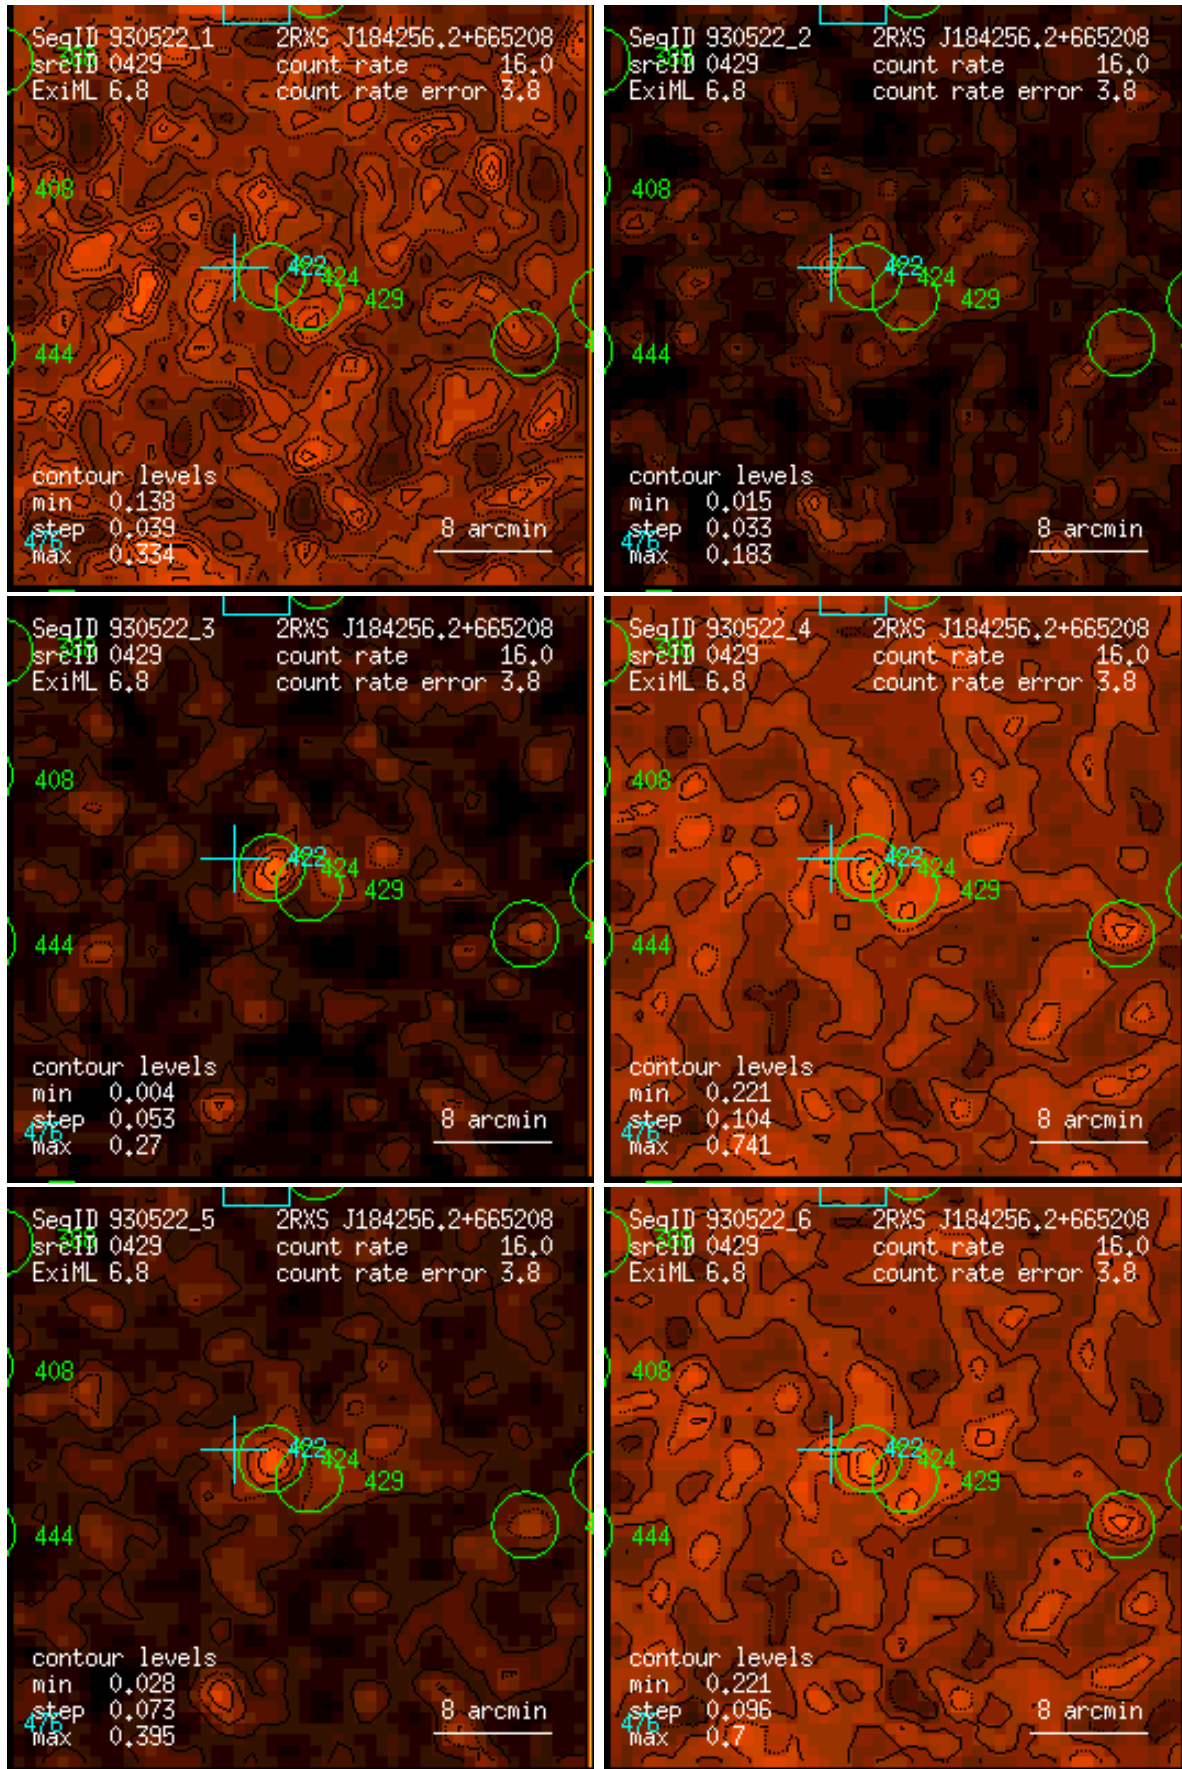 SegID 930522_1 2RXS J184256.2+665208
srcID 0429 count rate 16.0
ExiML 6.8 count rate error 3.8
408
422
424
429
444
contour levels
min 0.138
step 0.039
476
max 0.334
8 arcmin
SegID 930522_2 2RXS J184256.2+665208
srcID 0429 count rate 16.0
ExiML 6.8 count rate error 3.8
408
422
424
429
444
contour levels
min 0.015
step 0.033
476
max 0.183
8 arcmin
SegID 930522_3 2RXS J184256.2+665208
srcID 0429 count rate 16.0
ExiML 6.8 count rate error 3.8
408
422
424
429
444
contour levels
min 0.004
step 0.053
476
max 0.27
8 arcmin
SegID 930522_4 2RXS J184256.2+665208
srcID 0429 count rate 16.0
ExiML 6.8 count rate error 3.8
408
422
424
429
444
contour levels
min 0.221
step 0.104
476
max 0.741
8 arcmin
SegID 930522_5 2RXS J184256.2+665208
srcID 0429 count rate 16.0
ExiML 6.8 count rate error 3.8
408
422
424
429
444
contour levels
min 0.028
step 0.073
476
max 0.395
8 arcmin
SegID 930522_6 2RXS J184256.2+665208
srcID 0429 count rate 16.0
ExiML 6.8 count rate error 3.8
408
422
424
429
444
contour levels
min 0.221
step 0.096
476
max 0.7
8 arcmin